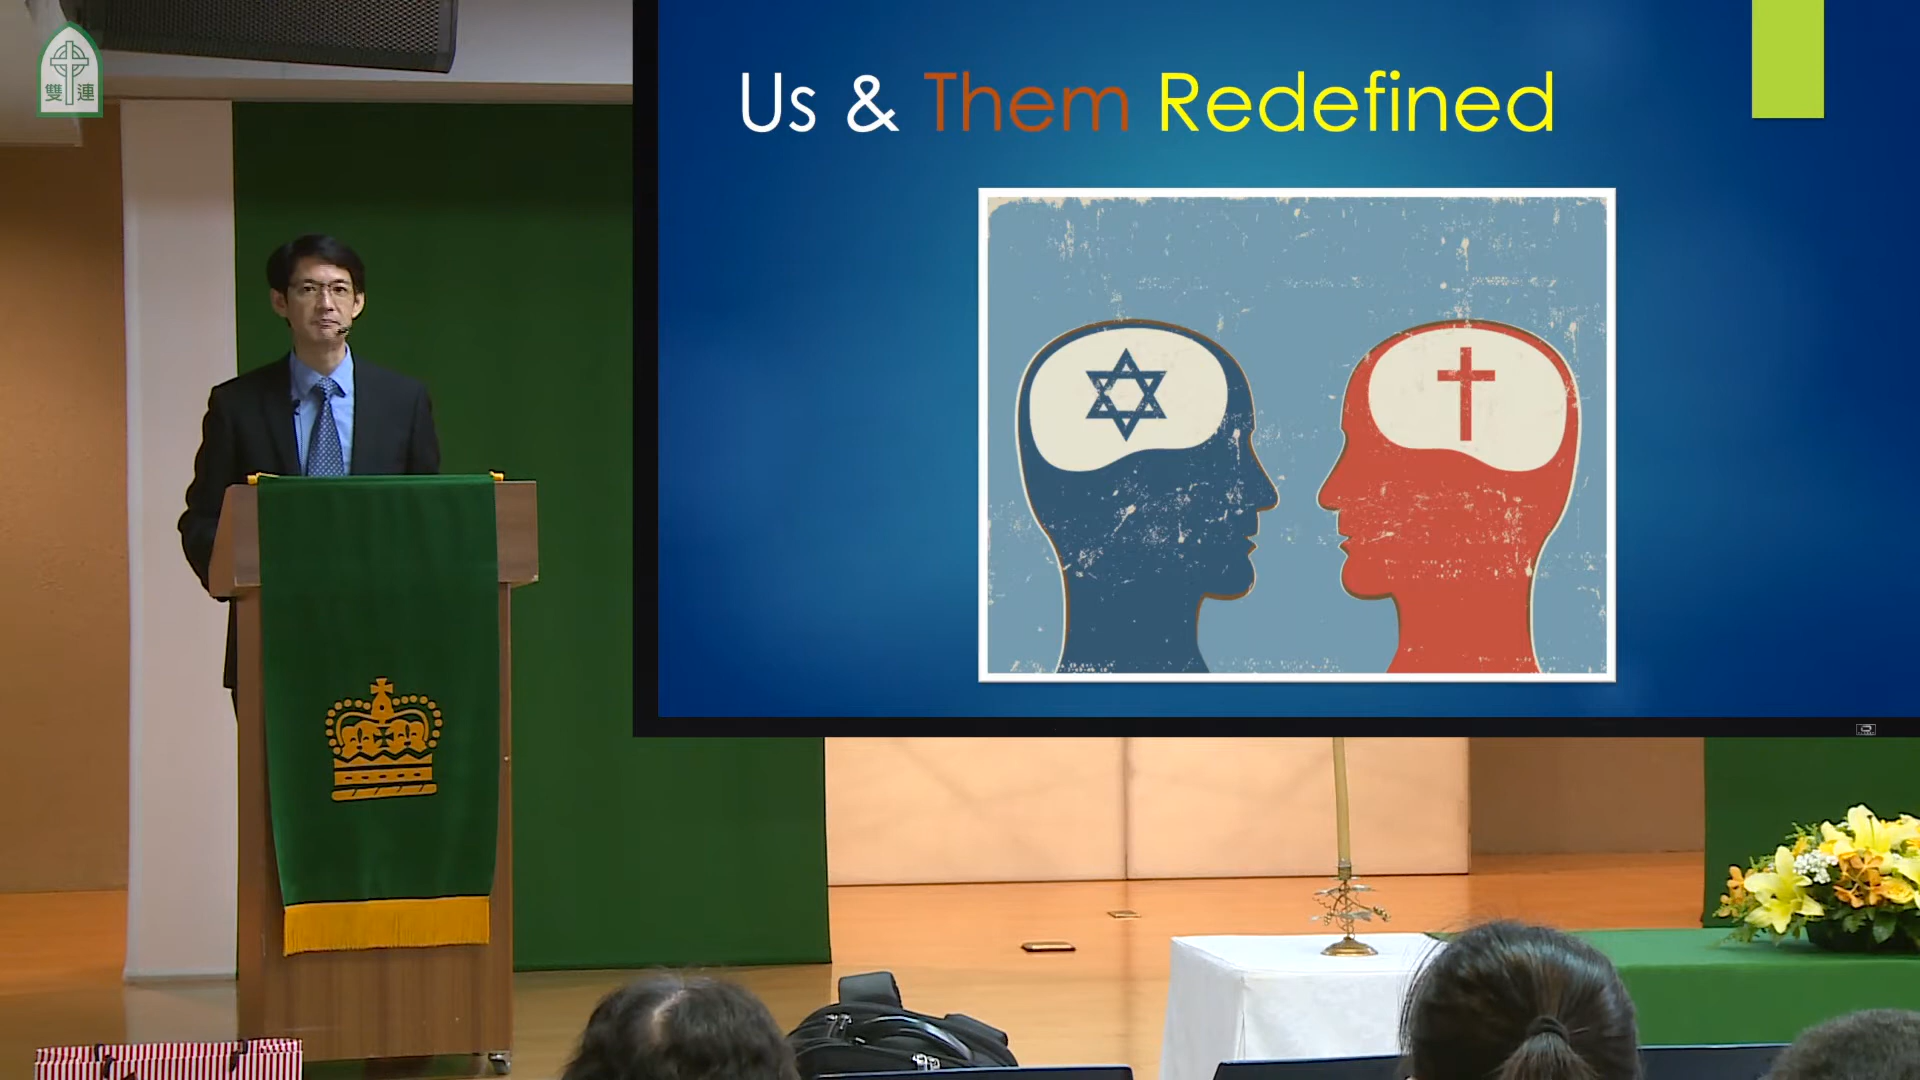 雙連
Us & Them Redefined